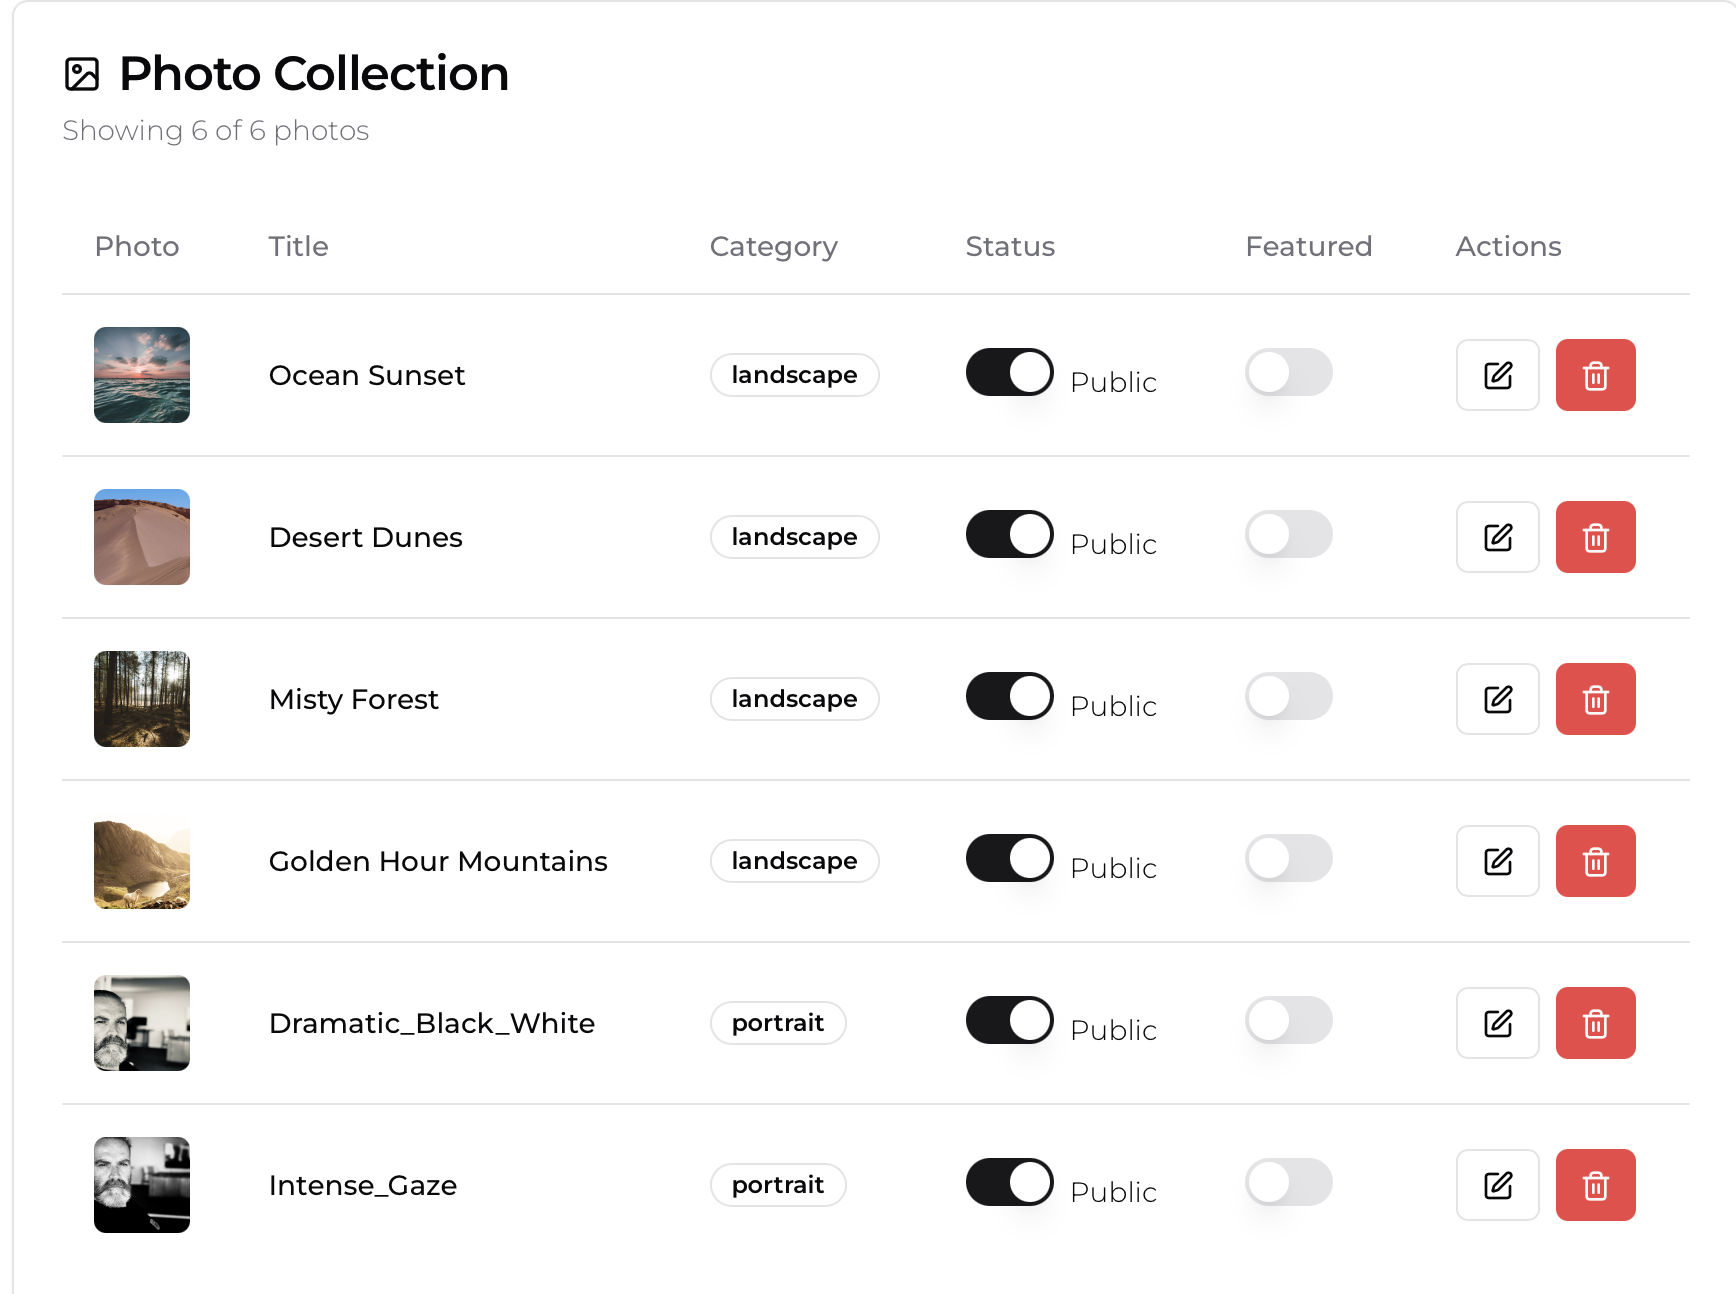 Photo Collection
Showing 6 of 6 photos
Photo Title Category Status Featured Actions
Ocean Sunset landscape Public
Desert Dunes landscape Public
Misty Forest landscape Public
Golden Hour Mountains landscape Public
Dramatic_Black_White portrait Public
Intense_Gaze portrait Public